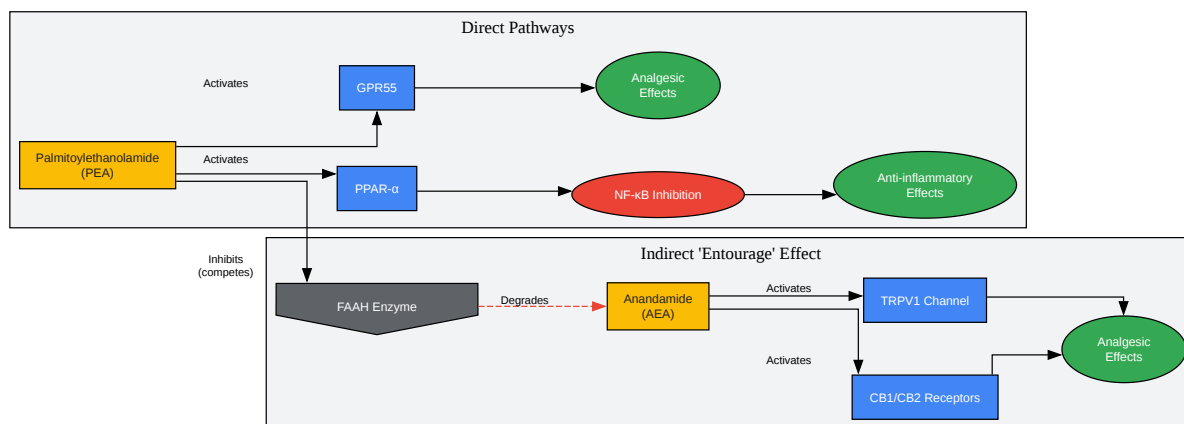 Direct Pathways
Activates
GPR55
Analgesic
Effects
Palmitoylethanolamide
(PEA)
Activates
PPAR-α
NF-κB Inhibition
Anti-inflammatory
Effects
Indirect 'Entourage' Effect
Inhibits
(competes)
FAAH Enzyme
Degrades
Anandamide
(AEA)
Activates
TRPV1 Channel
Analgesic
Effects
Activates
CB1/CB2 Receptors